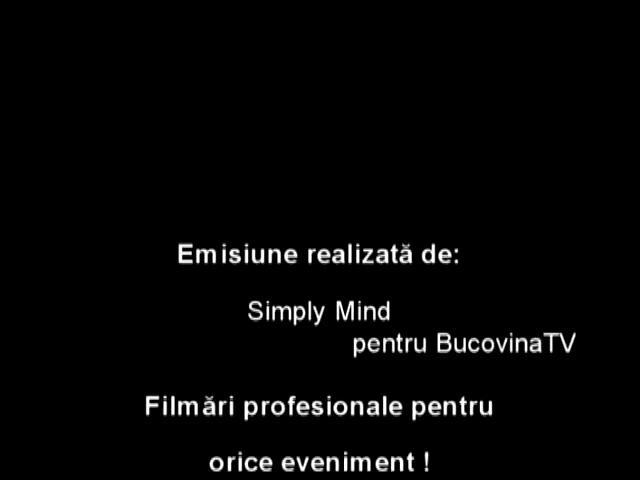 Emisiune realizată de:
Simply Mind
pentru BucovinaTV
Filmări profesionale pentru
orice eveniment !